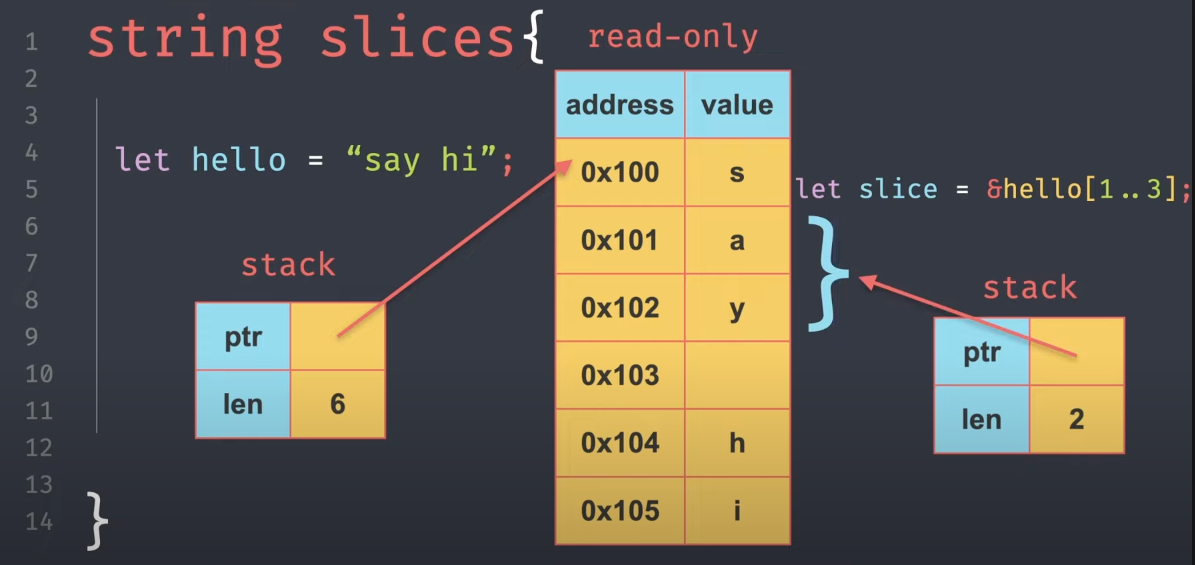 string slices{
read-only
1
2
3
4
5
6
7
8
9
10
11
12
13
14
let hello = “say hi”;
stack
ptr
len 6
address value
0x100 s
0x101 a
0x102 y
0x103
0x104 h
0x105 i
let slice = &hello[1..3];
}
stack
ptr
len 2
}